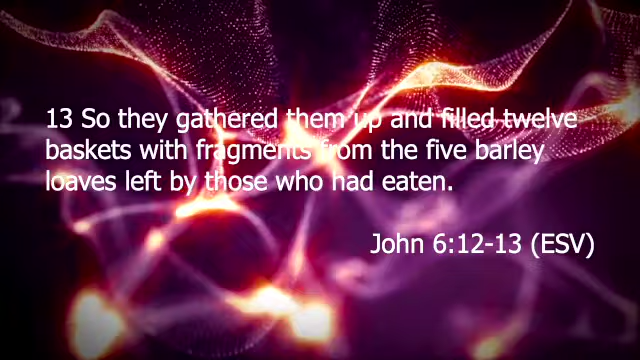 13 So they gathered them up and filled twelve
baskets with fragments from the five barley
loaves left by those who had eaten.
John 6:12-13 (ESV)